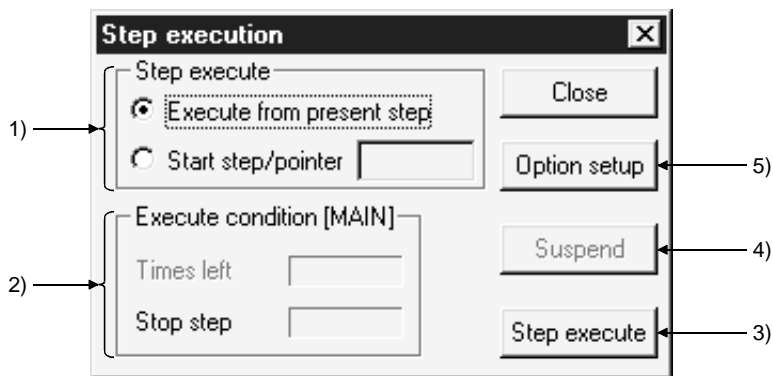 Step execution
Step execute
Close
1)
Execute from present step
Start step/pointer
Option setup
5)
Execute condition [MAIN]
Suspend
4)
2)
Times left
Stop step
Step execute
3)